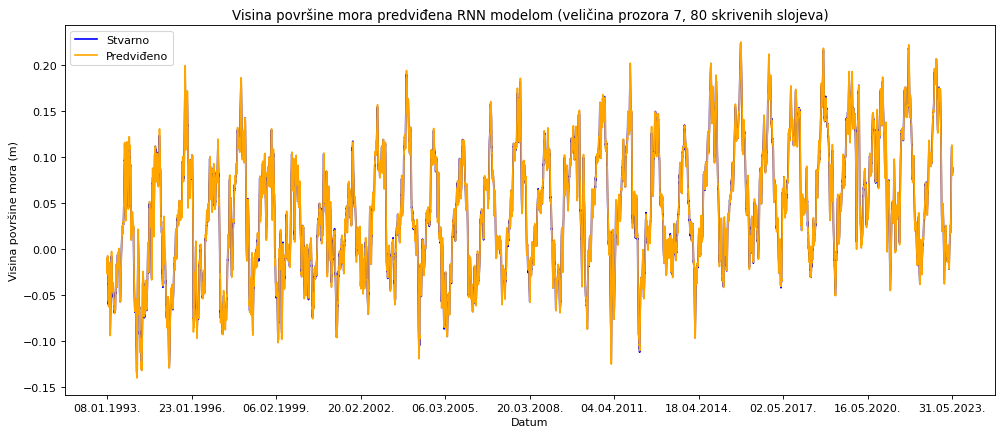 Visina površine mora predviđena RNN modelom (veličina prozora 7, 80 skrivenih slojeva)
Stvarno
Predviđeno
0.20
0.15
0.10
0.05
0.00
−0.05
−0.10
−0.15
Visina površine mora (m)
08.01.1993. 23.01.1996. 06.02.1999. 20.02.2002. 06.03.2005. 20.03.2008. 04.04.2011. 18.04.2014. 02.05.2017. 16.05.2020. 31.05.2023.
Datum